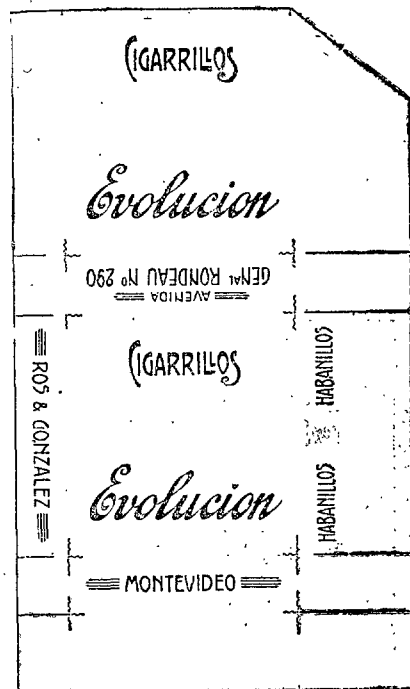 CIGARRILLOS
Evolucion
AVENIDA
GENAL RONDEAU Nº 290
CIGARRILLOS
Evolucion
MONTEVIDEO
ROS & GONZALEZ
HABANILLOS
HABANILLOS